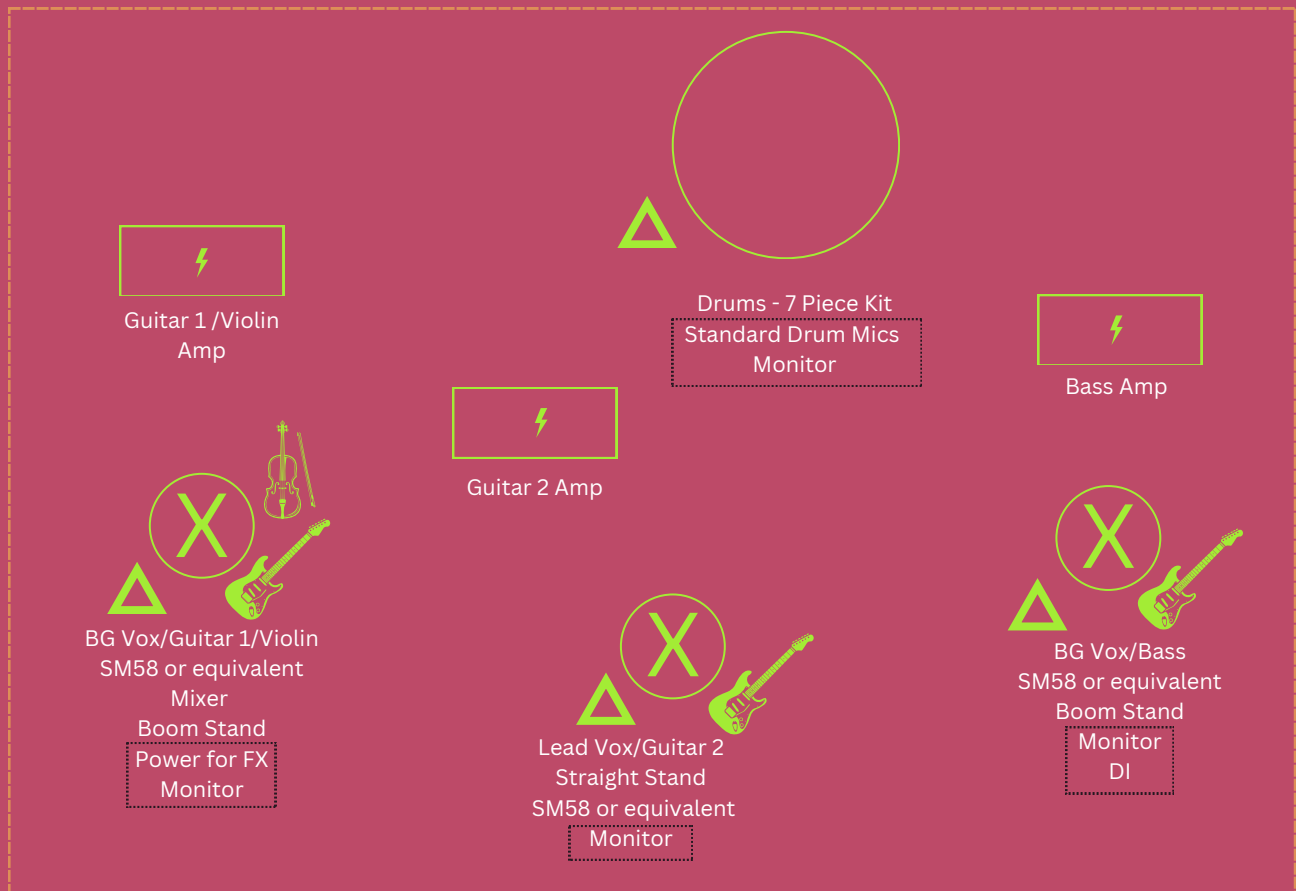 Drums - 7 Piece Kit
Standard Drum Mics
Monitor
Guitar 1 /Violin
Amp
Bass Amp
Guitar 2 Amp
X
X
X
BG Vox/Guitar 1/Violin
SM58 or equivalent
Mixer
Boom Stand
Power for FX
Monitor
Lead Vox/Guitar 2
Straight Stand
SM58 or equivalent
Monitor
BG Vox/Bass
SM58 or equivalent
Boom Stand
Monitor
DI